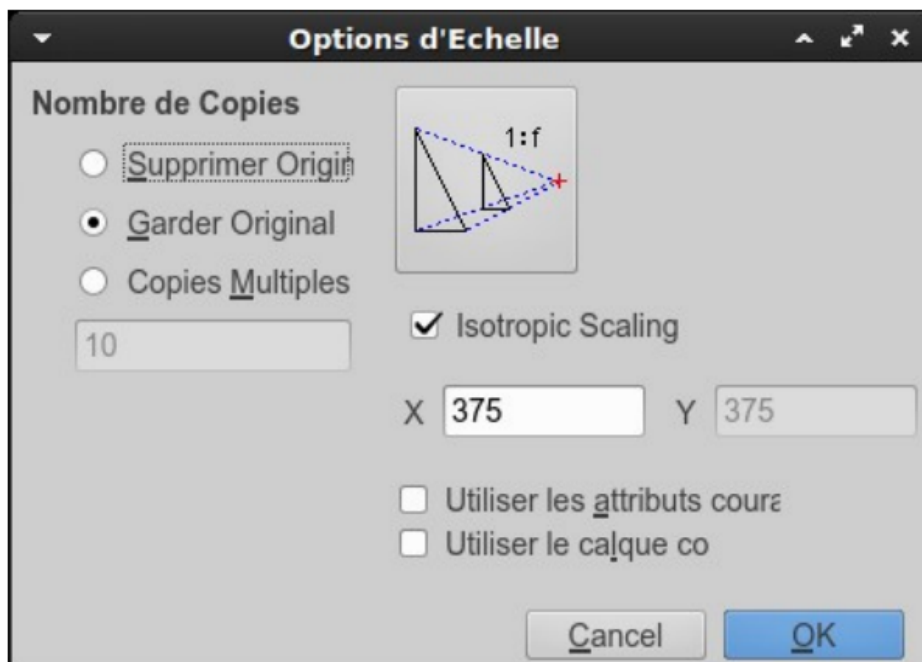 Options d'Echelle
Nombre de Copies
Supprimer Origin
Garder Original
Copies Multiples
10
1:f
Isotropic Scaling
X 375 Y 375
Utiliser les attributs coura
Utiliser le calque co
Cancel OK